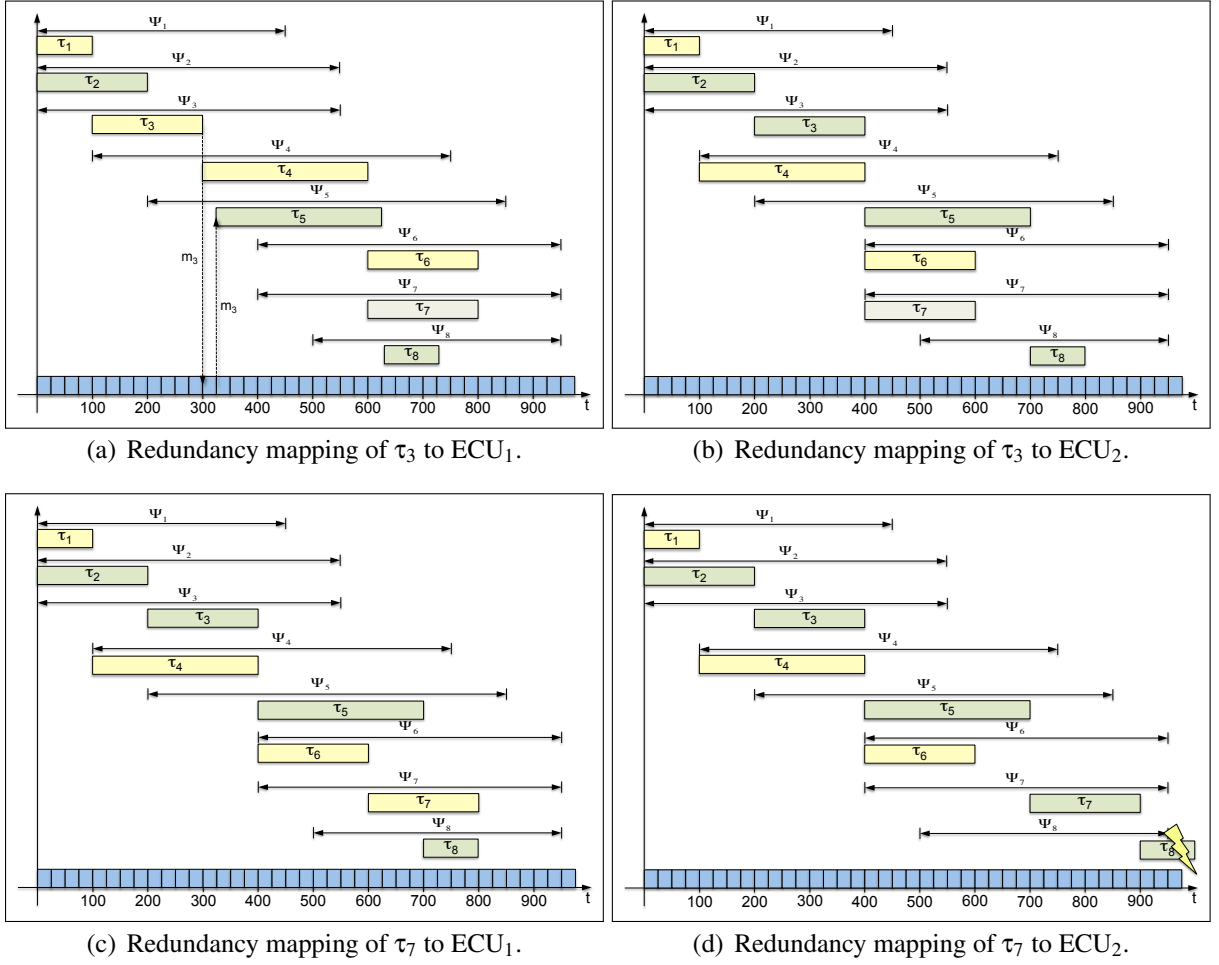 Ψ₁
τ₁
Ψ₂
τ₂
Ψ₃
τ₃
Ψ₄
τ₄
Ψ₅
τ₅
Ψ₆
m₃
τ₆
Ψ₇
m₃
τ₇
Ψ₈
τ₈
100 200 300 400 500 600 700 800 900 t
(a) Redundancy mapping of τ₃ to ECU₁.
Ψ₁
τ₁
Ψ₂
τ₂
Ψ₃
τ₃
Ψ₄
τ₄
Ψ₅
τ₅
Ψ₆
τ₆
Ψ₇
τ₇
Ψ₈
τ₈
100 200 300 400 500 600 700 800 900 t
(b) Redundancy mapping of τ₃ to ECU₂.
Ψ₁
τ₁
Ψ₂
τ₂
Ψ₃
τ₃
Ψ₄
τ₄
Ψ₅
τ₅
Ψ₆
τ₆
Ψ₇
τ₇
Ψ₈
τ₈
100 200 300 400 500 600 700 800 900 t
(c) Redundancy mapping of τ₇ to ECU₁.
Ψ₁
τ₁
Ψ₂
τ₂
Ψ₃
τ₃
Ψ₄
τ₄
Ψ₅
τ₅
Ψ₆
τ₆
Ψ₇
τ₇
Ψ₈
τ₈
100 200 300 400 500 600 700 800 900 t
(d) Redundancy mapping of τ₇ to ECU₂.